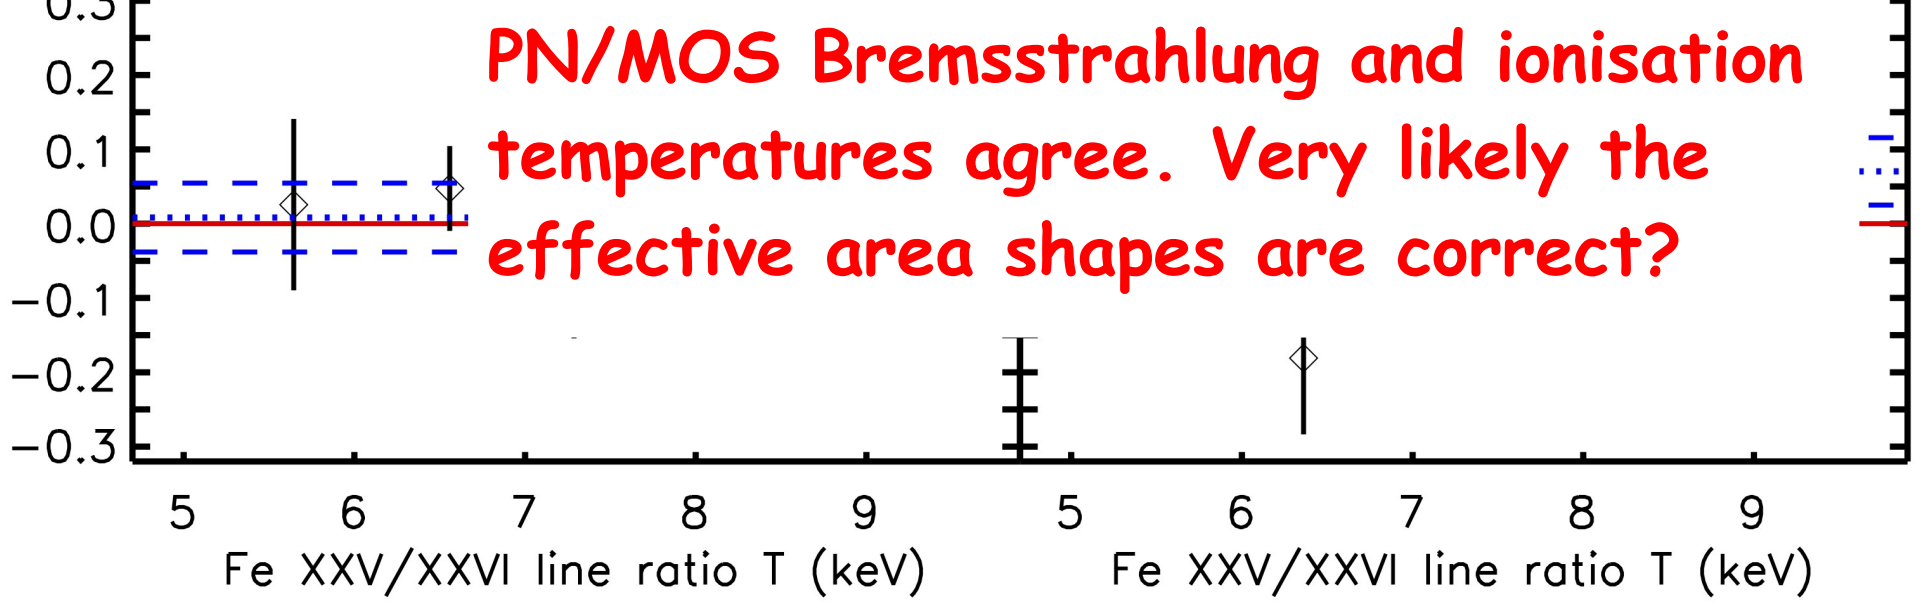 0.3
PN/MOS Bremsstrahlung and ionisation
0.2
temperatures agree. Very likely the
0.1
effective area shapes are correct?
0.0
−0.1
−0.2
−0.3
5 6 7 8 9 5 6 7 8 9
Fe XXV/XXVI line ratio T (keV) Fe XXV/XXVI line ratio T (keV)